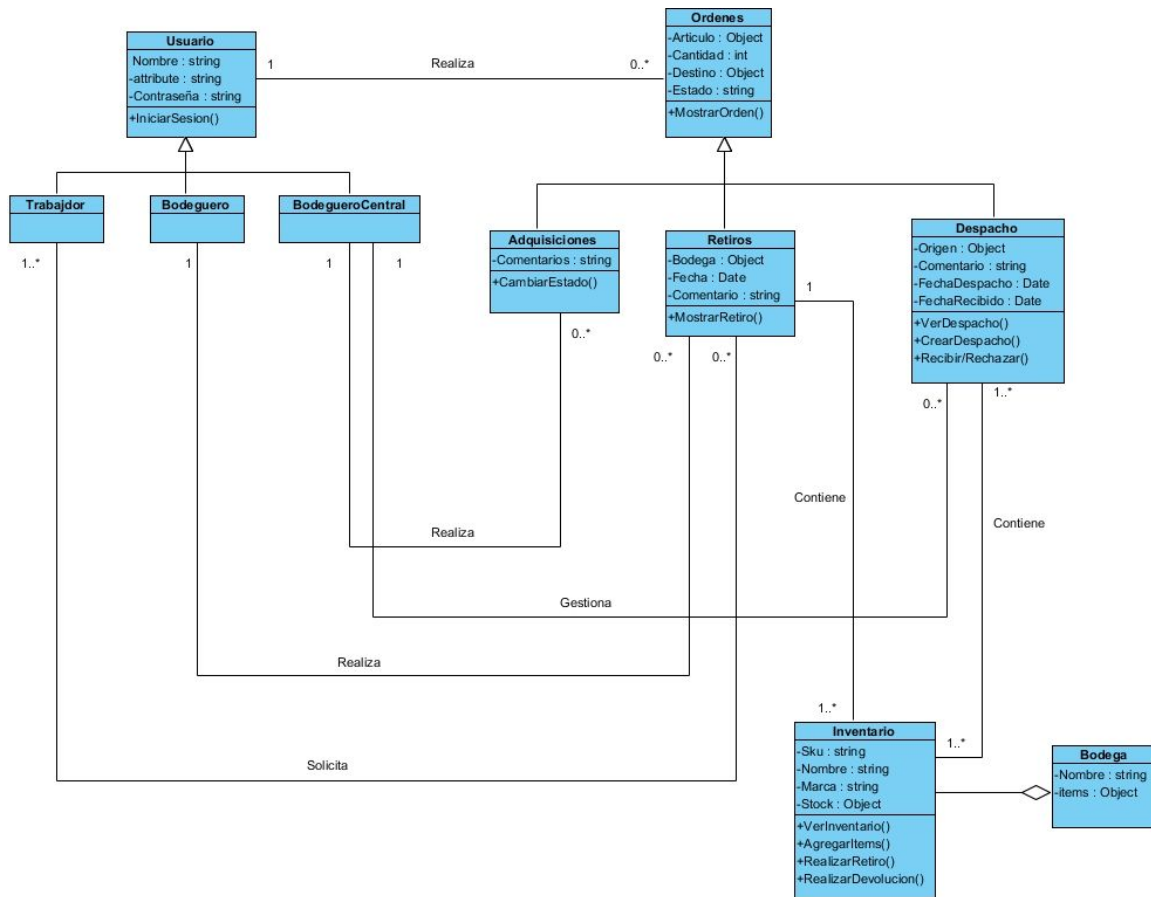 Usuario
Nombre : string
-attribute : string
-Contraseña : string
+IniciarSesion()
1
Realiza
0..*
Ordenes
-Articulo : Object
-Cantidad : int
-Destino : Object
-Estado : string
+MostrarOrden()
Trabajdor
1..*
Bodeguero
1
BodegueroCentral
1
1
Adquisiciones
-Comentarios : string
+CambiarEstado()
0..*
Retiros
-Bodega : Object
-Fecha : Date
-Comentario : string
+MostrarRetiro()
1
0..*
0..*
Despacho
-Origen : Object
-Comentario : string
-FechaDespacho : Date
-FechaRecibido : Date
+VerDespacho()
+CrearDespacho()
+Recibir/Rechazar()
0..*
1..*
Contiene
Contiene
Realiza
Gestiona
Realiza
Solicita
1..*
1..*
Inventario
-Sku : string
-Nombre : string
-Marca : string
-Stock : Object
+VerInventario()
+AgregarItems()
+RealizarRetiro()
+RealizarDevolucion()
Bodega
-Nombre : string
-items : Object